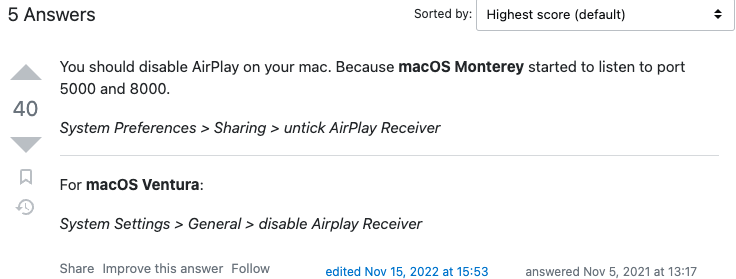 5 Answers
Sorted by: Highest score (default)
You should disable AirPlay on your mac. Because macOS Monterey started to listen to port
5000 and 8000.
40
System Preferences > Sharing > untick AirPlay Receiver
For macOS Ventura:
System Settings > General > disable Airplay Receiver
Share Improve this answer Follow edited Nov 15, 2022 at 15:53 answered Nov 5, 2021 at 13:17